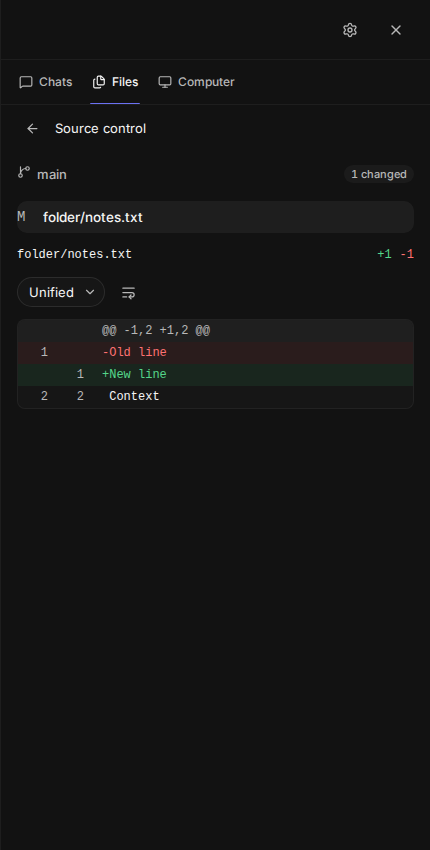 Chats Files Computer
Source control
main 1 changed
M folder/notes.txt
folder/notes.txt +1 -1
Unified
@@ -1,2 +1,2 @@
1 -Old line
1 +New line
2 2 Context